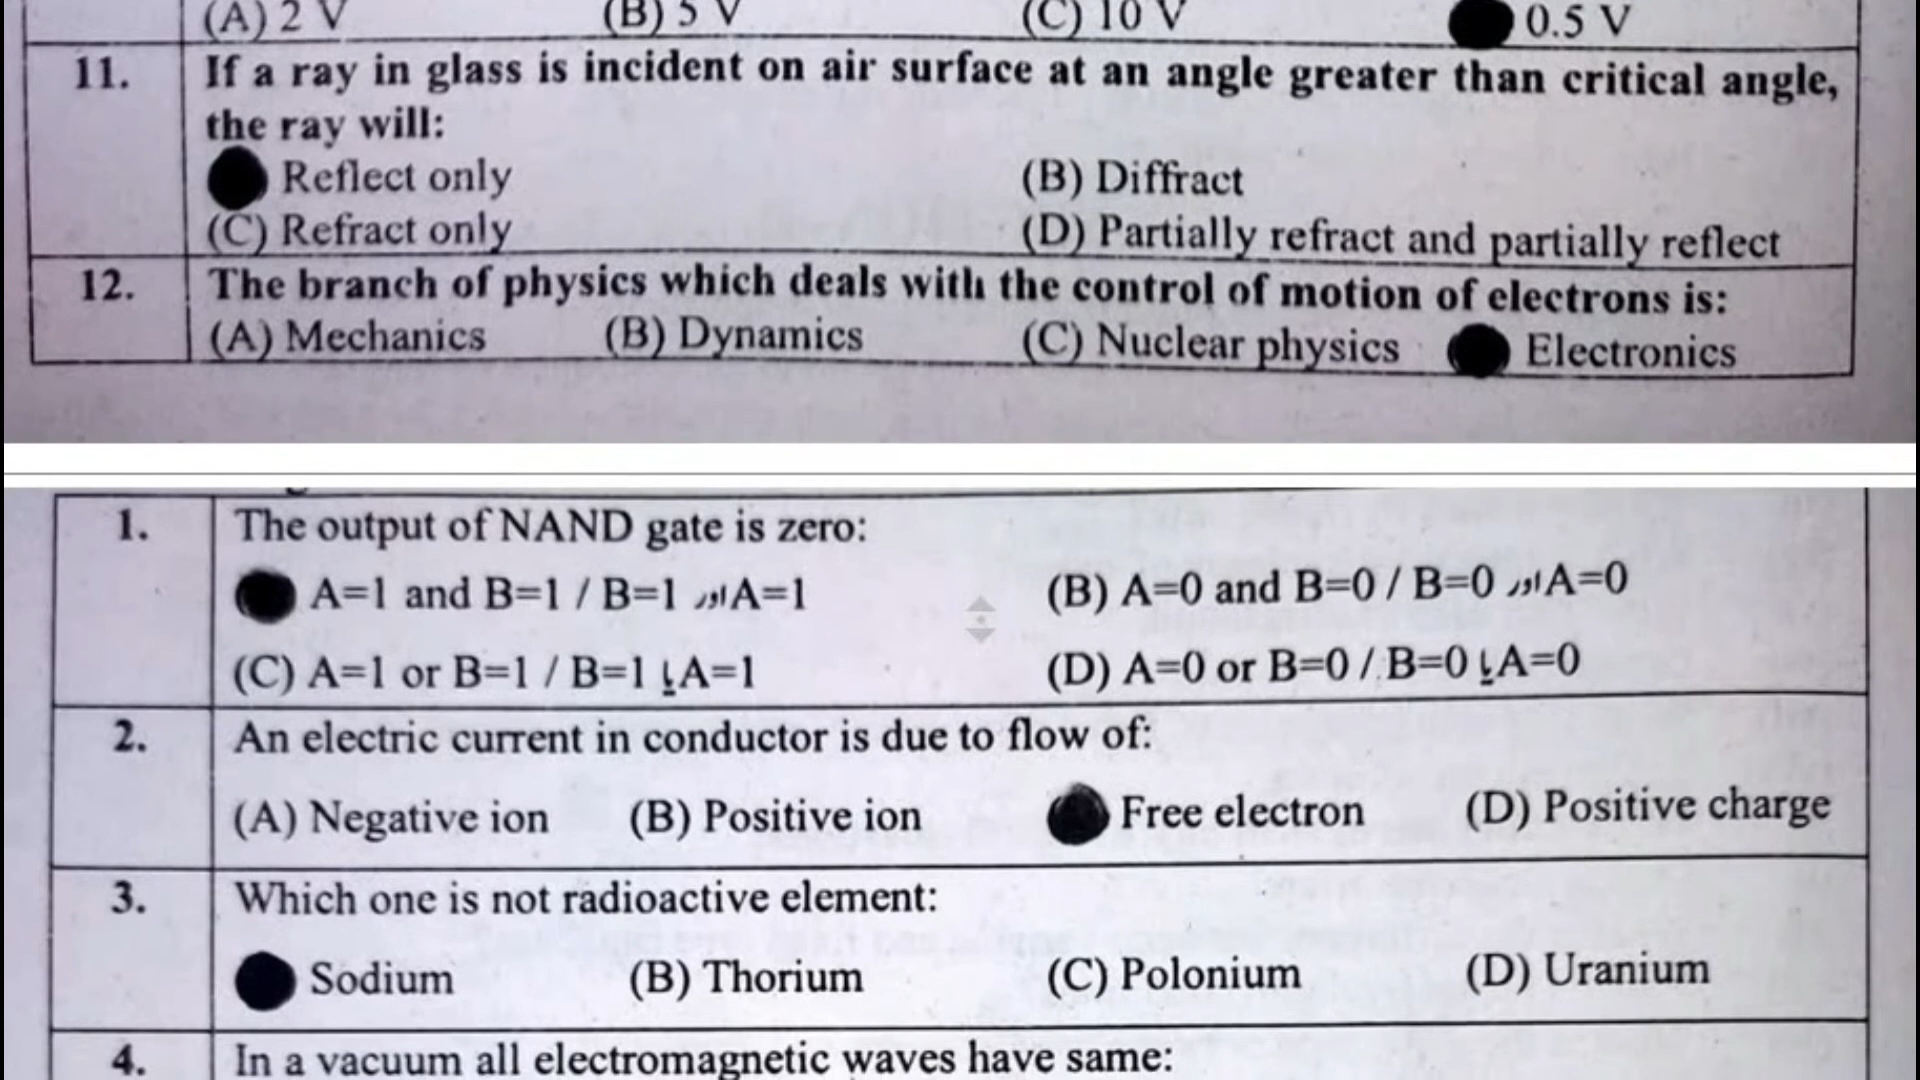 (A) 2 V (B) 5 V (C) 10 V 0.5 V
11. If a ray in glass is incident on air surface at an angle greater than critical angle,
the ray will:
Reflect only (B) Diffract
(C) Refract only (D) Partially refract and partially reflect
12. The branch of physics which deals with the control of motion of electrons is:
(A) Mechanics (B) Dynamics (C) Nuclear physics Electronics
1. The output of NAND gate is zero:
A=1 and B=1 / B=1 اور A=1 (B) A=0 and B=0 / B=0 اور A=0
(C) A=1 or B=1 / B=1 یا A=1 (D) A=0 or B=0 / B=0 یا A=0
2. An electric current in conductor is due to flow of:
(A) Negative ion (B) Positive ion Free electron (D) Positive charge
3. Which one is not radioactive element:
Sodium (B) Thorium (C) Polonium (D) Uranium
4. In a vacuum all electromagnetic waves have same: